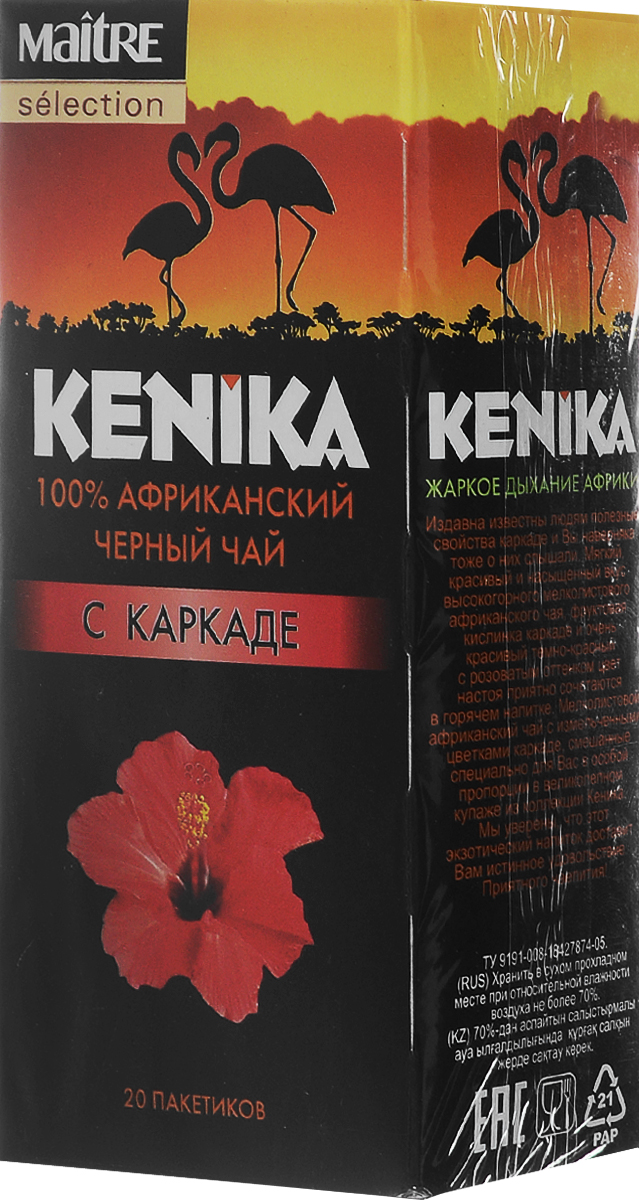 MAÎTRE
sélection
KENIKA
100% АФРИКАНСКИЙ
ЧЕРНЫЙ ЧАЙ
С КАРКАДЕ
20 ПАКЕТИКОВ
KENIKA
ЖАРКОЕ ДЫХАНИЕ АФРИКИ
Издавна известны людям полезные
свойства каркаде и Вы наверняка
тоже о них слышали. Мягкий,
красивый и насыщенный вкус
высокогорного мелколистового
африканского чая, фруктовая
кислинка каркаде и очень
красивый темно-красный
с розоватым оттенком цвет
настоя приятно сочетаются
в горячем напитке. Мелколистовой
африканский чай с измельченными
цветками каркаде, смешанные
специально для Вас в особой
пропорции в великолепном
купаже из коллекции Кеника.
Мы уверены, что этот
экзотический напиток доставит
Вам истинное удовольствие.
Приятного чаепития!
ТУ 9191-008-18427874-05.
(RUS) Хранить в сухом прохладном
месте при относительной влажности
воздуха не более 70%.
(KZ) 70%-дан аспайтын салыстырмалы
ауа ылғалдылығында құрғақ салқын
жерде сақтау керек.
EAC
21
PAP